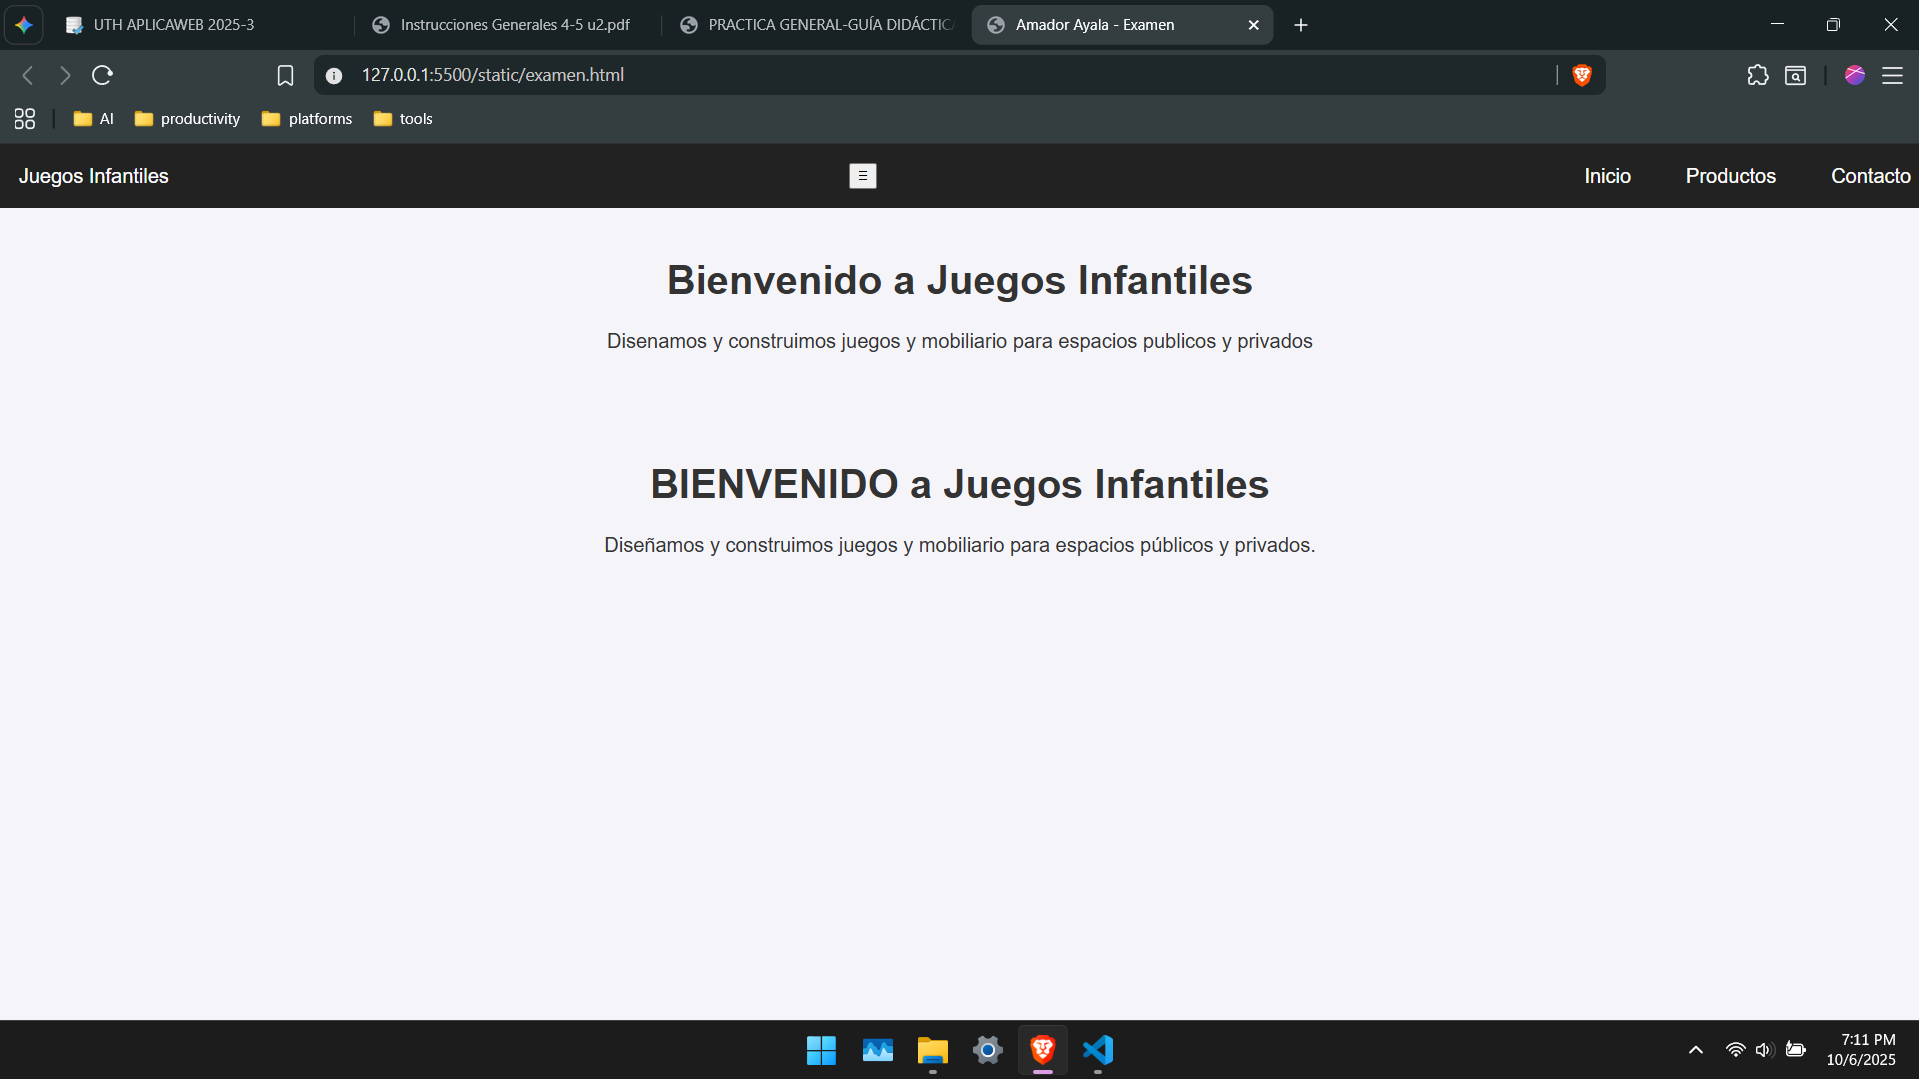 UTH APLICAWEB 2025-3
Instrucciones Generales 4-5 u2.pdf
PRACTICA GENERAL-GUÍA DIDÁCTIC
Amador Ayala - Examen
127.0.0.1:5500/static/examen.html
AI
productivity
platforms
tools
Juegos Infantiles
☰
Inicio
Productos
Contacto
Bienvenido a Juegos Infantiles
Disenamos y construimos juegos y mobiliario para espacios publicos y privados
BIENVENIDO a Juegos Infantiles
Diseñamos y construimos juegos y mobiliario para espacios públicos y privados.
7:11 PM
10/6/2025